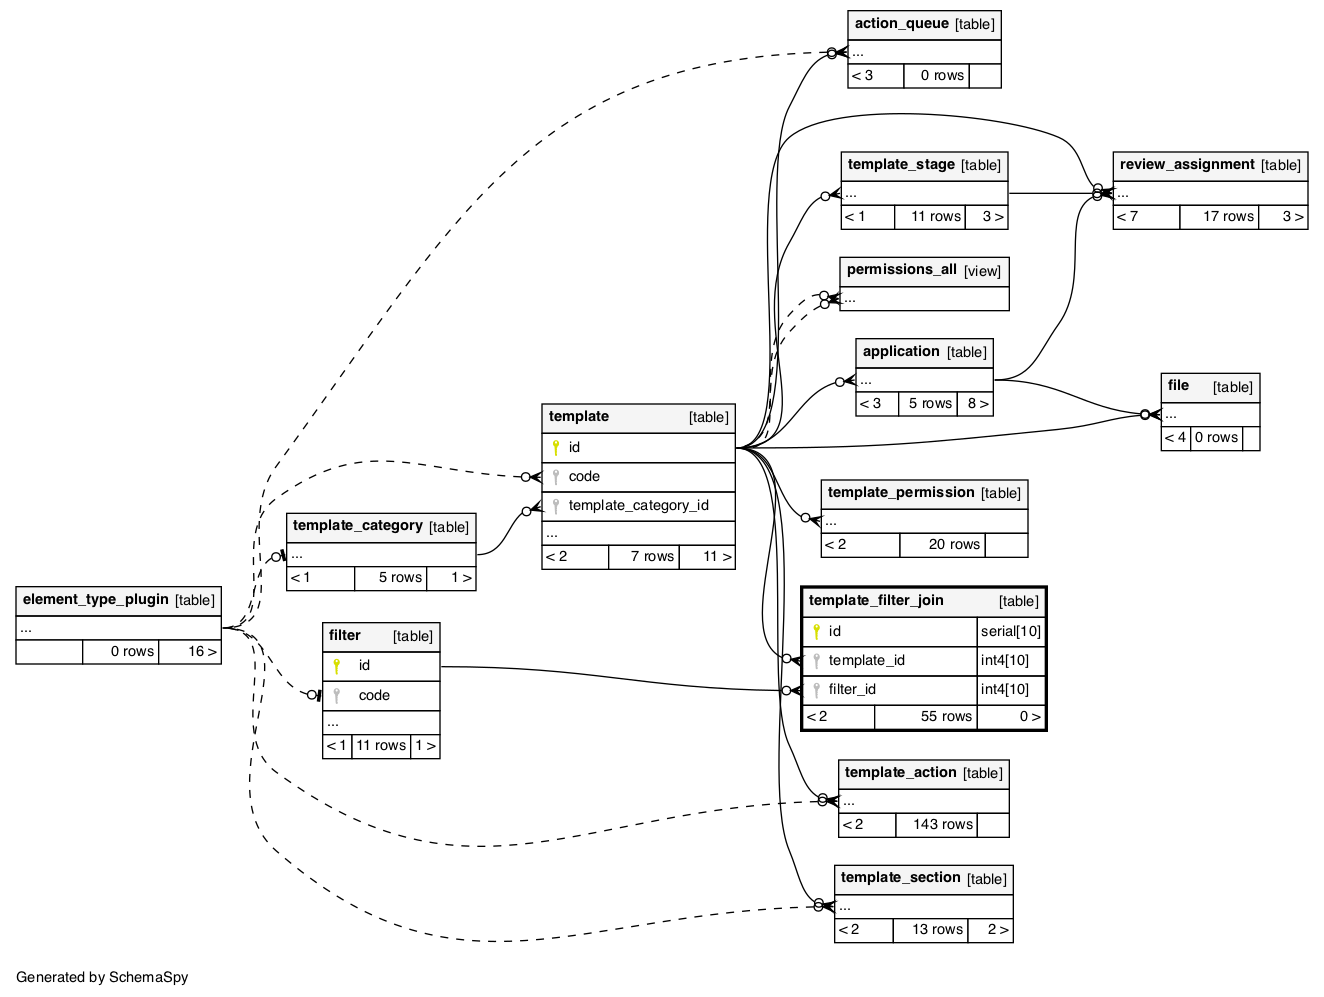 action_queue [table]
...
< 3 0 rows
template_stage [table]
...
< 1 11 rows 3 >
review_assignment [table]
...
< 7 17 rows 3 >
permissions_all [view]
...
application [table]
...
< 3 5 rows 8 >
file [table]
...
< 4 0 rows
template [table]
id
code
template_category_id
...
< 2 7 rows 11 >
template_permission [table]
...
< 2 20 rows
template_category [table]
...
< 1 5 rows 1 >
element_type_plugin [table]
...
0 rows 16 >
filter [table]
id
code
...
< 1 11 rows 1 >
template_filter_join [table]
id serial[10]
template_id int4[10]
filter_id int4[10]
< 2 55 rows 0 >
template_action [table]
...
< 2 143 rows
template_section [table]
...
< 2 13 rows 2 >
Generated by SchemaSpy